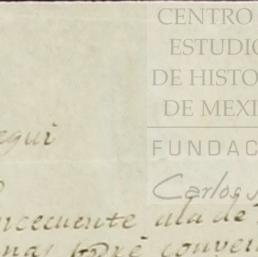 CENTRO
ESTUDIO
DE HISTO
DE MEXI
FUNDAC
egui
Carlos S
ncecuente ala de